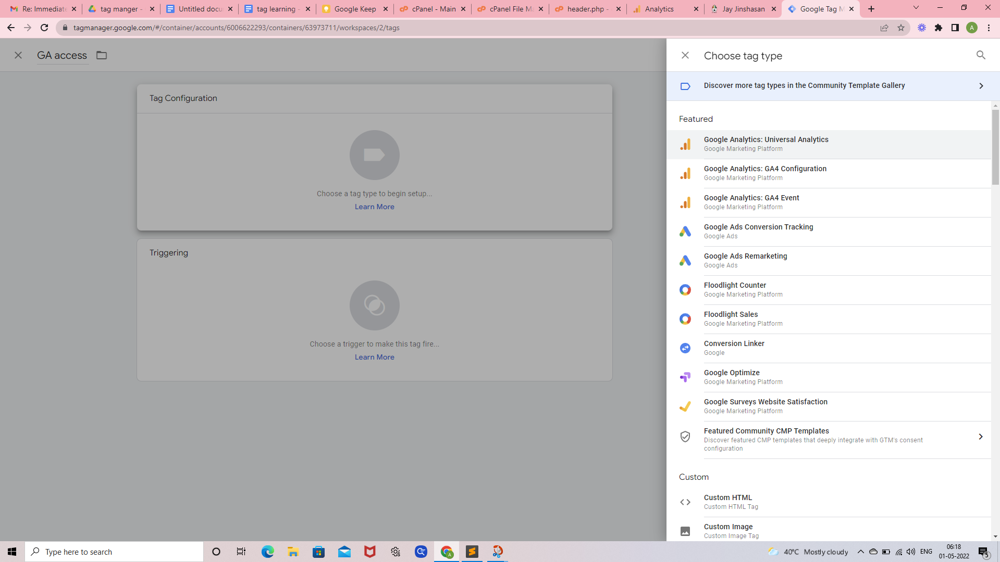 Re: Immediate
tag manger -
Untitled docu
tag learning -
Google Keep
cPanel - Main
cPanel File Ma
header.php -
Analytics
Jay Jinshasan
Google Tag M
tagmanager.google.com/#/container/accounts/6006622293/containers/63973711/workspaces/2/tags
A
GA access
Choose tag type
Discover more tag types in the Community Template Gallery
Tag Configuration
Choose a tag type to begin setup...
Learn More
Triggering
Choose a trigger to make this tag fire...
Learn More
Featured
Google Analytics: Universal Analytics
Google Marketing Platform
Google Analytics: GA4 Configuration
Google Marketing Platform
Google Analytics: GA4 Event
Google Marketing Platform
Google Ads Conversion Tracking
Google Ads
Google Ads Remarketing
Google Ads
Floodlight Counter
Google Marketing Platform
Floodlight Sales
Google Marketing Platform
Conversion Linker
Google
Google Optimize
Google Marketing Platform
Google Surveys Website Satisfaction
Google Marketing Platform
Featured Community CMP Templates
Discover featured CMP templates that deeply integrate with GTM's consent
configuration
Custom
Custom HTML
Custom HTML Tag
Custom Image
Custom Image Tag
Type here to search
40°C Mostly cloudy
ENG
06:18
01-05-2022
5